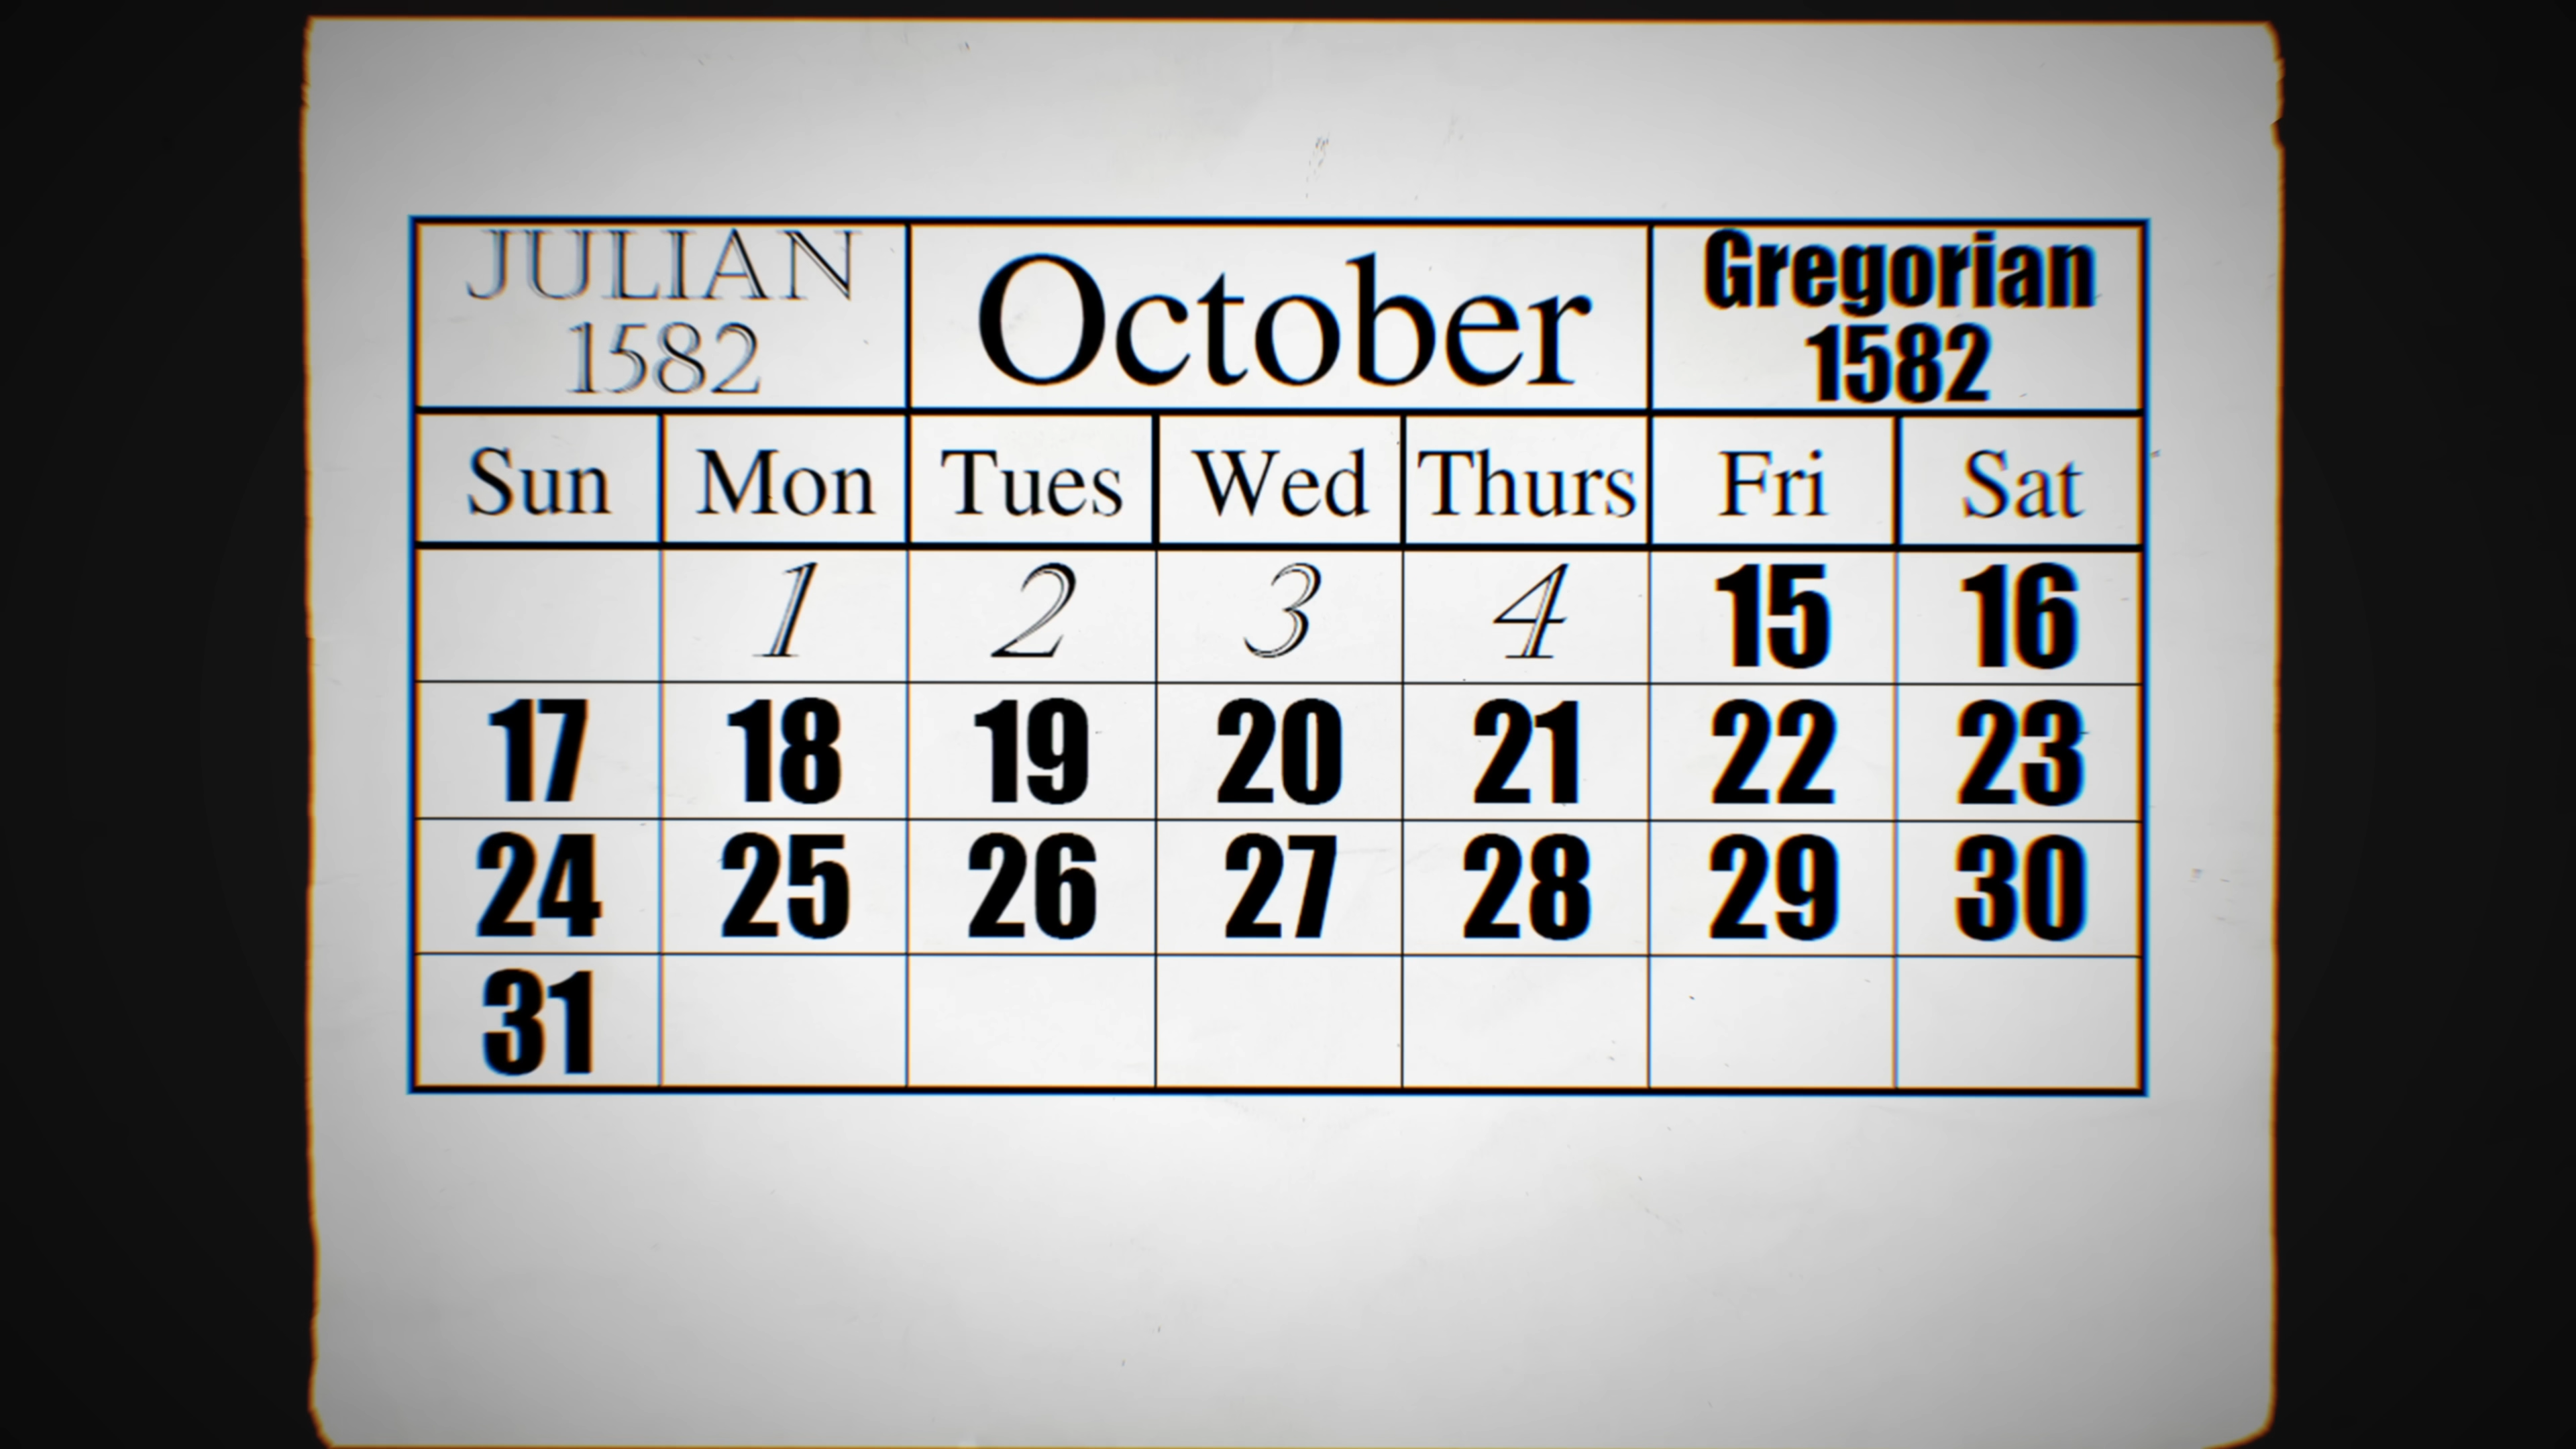 JULIAN
1582
October
Gregorian
1582
Sun Mon Tues Wed Thurs Fri Sat
1 2 3 4 15 16
17 18 19 20 21 22 23
24 25 26 27 28 29 30
31